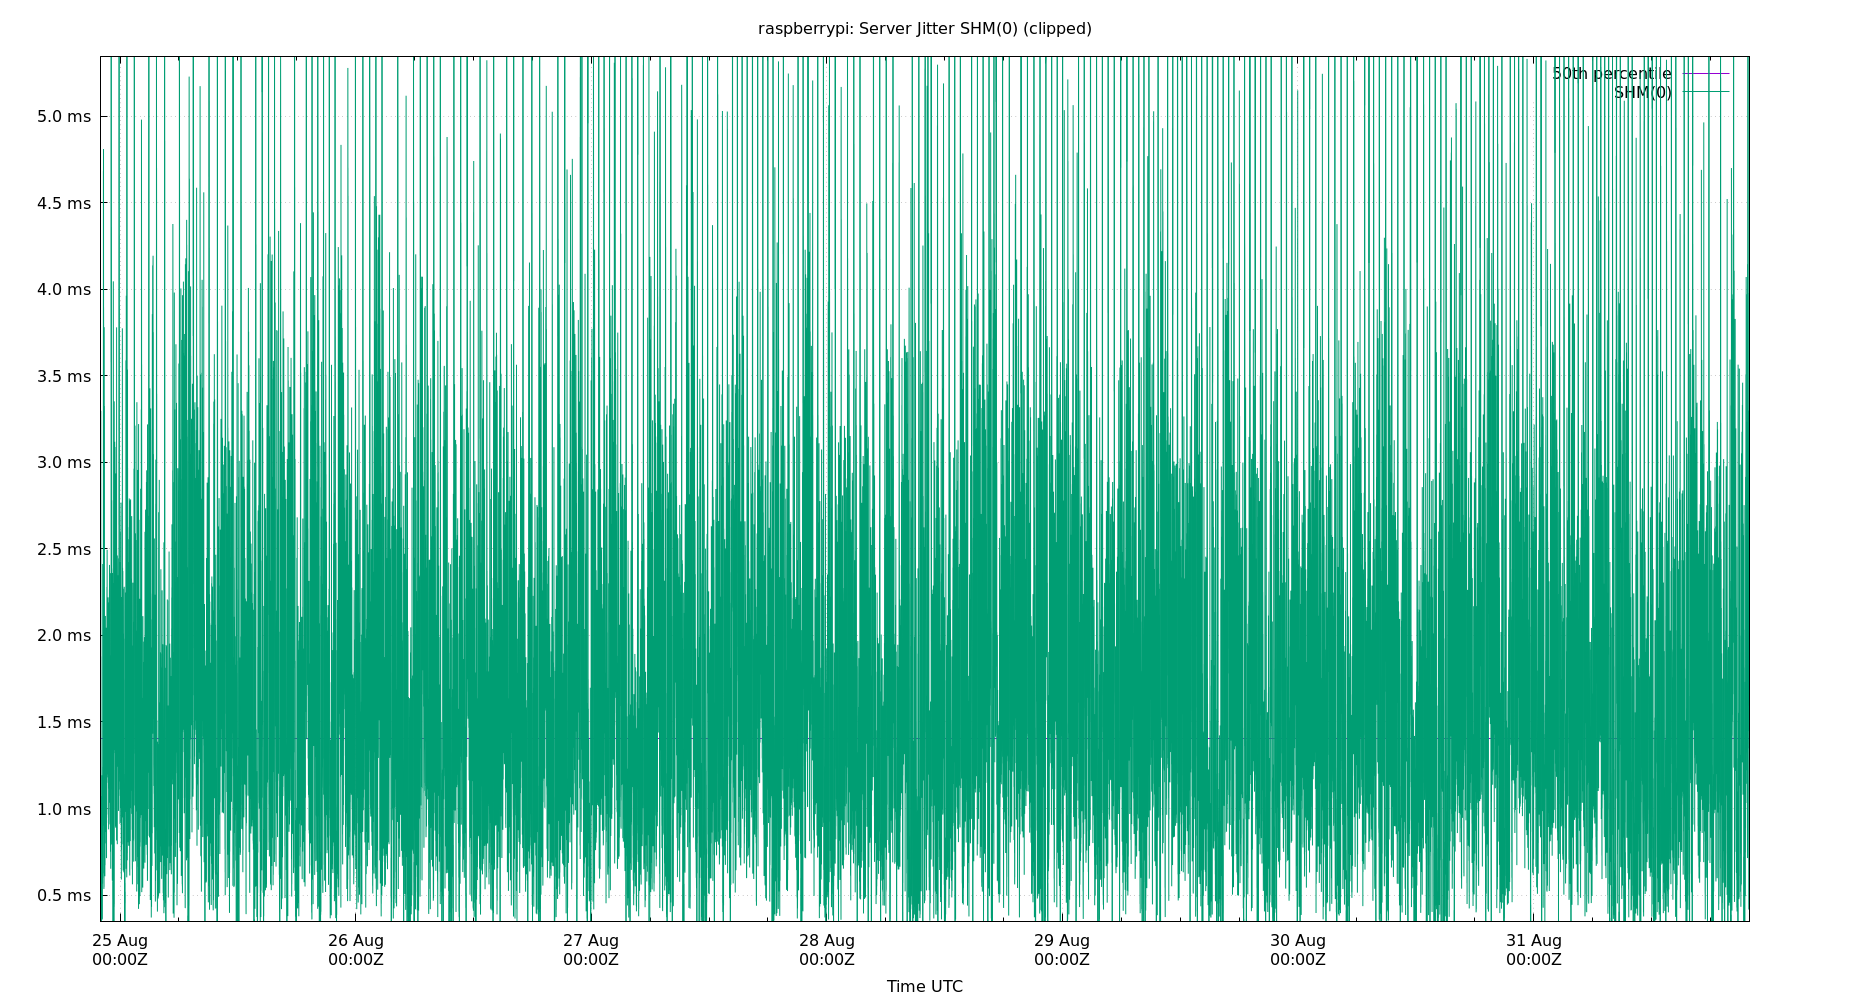 raspberrypi: Server Jitter SHM(0) (clipped)
50th percentile
SHM(0)
5.0 ms
4.5 ms
4.0 ms
3.5 ms
3.0 ms
2.5 ms
2.0 ms
1.5 ms
1.0 ms
0.5 ms
25 Aug 26 Aug 27 Aug 28 Aug 29 Aug 30 Aug 31 Aug
00:00Z 00:00Z 00:00Z 00:00Z 00:00Z 00:00Z 00:00Z
Time UTC